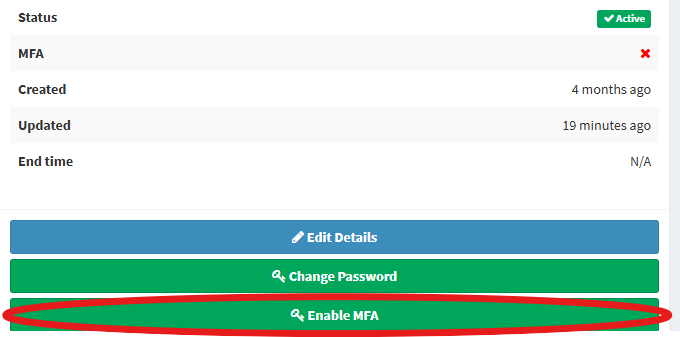 Status Active
MFA
Created 4 months ago
Updated 19 minutes ago
End time N/A
Edit Details
Change Password
Enable MFA